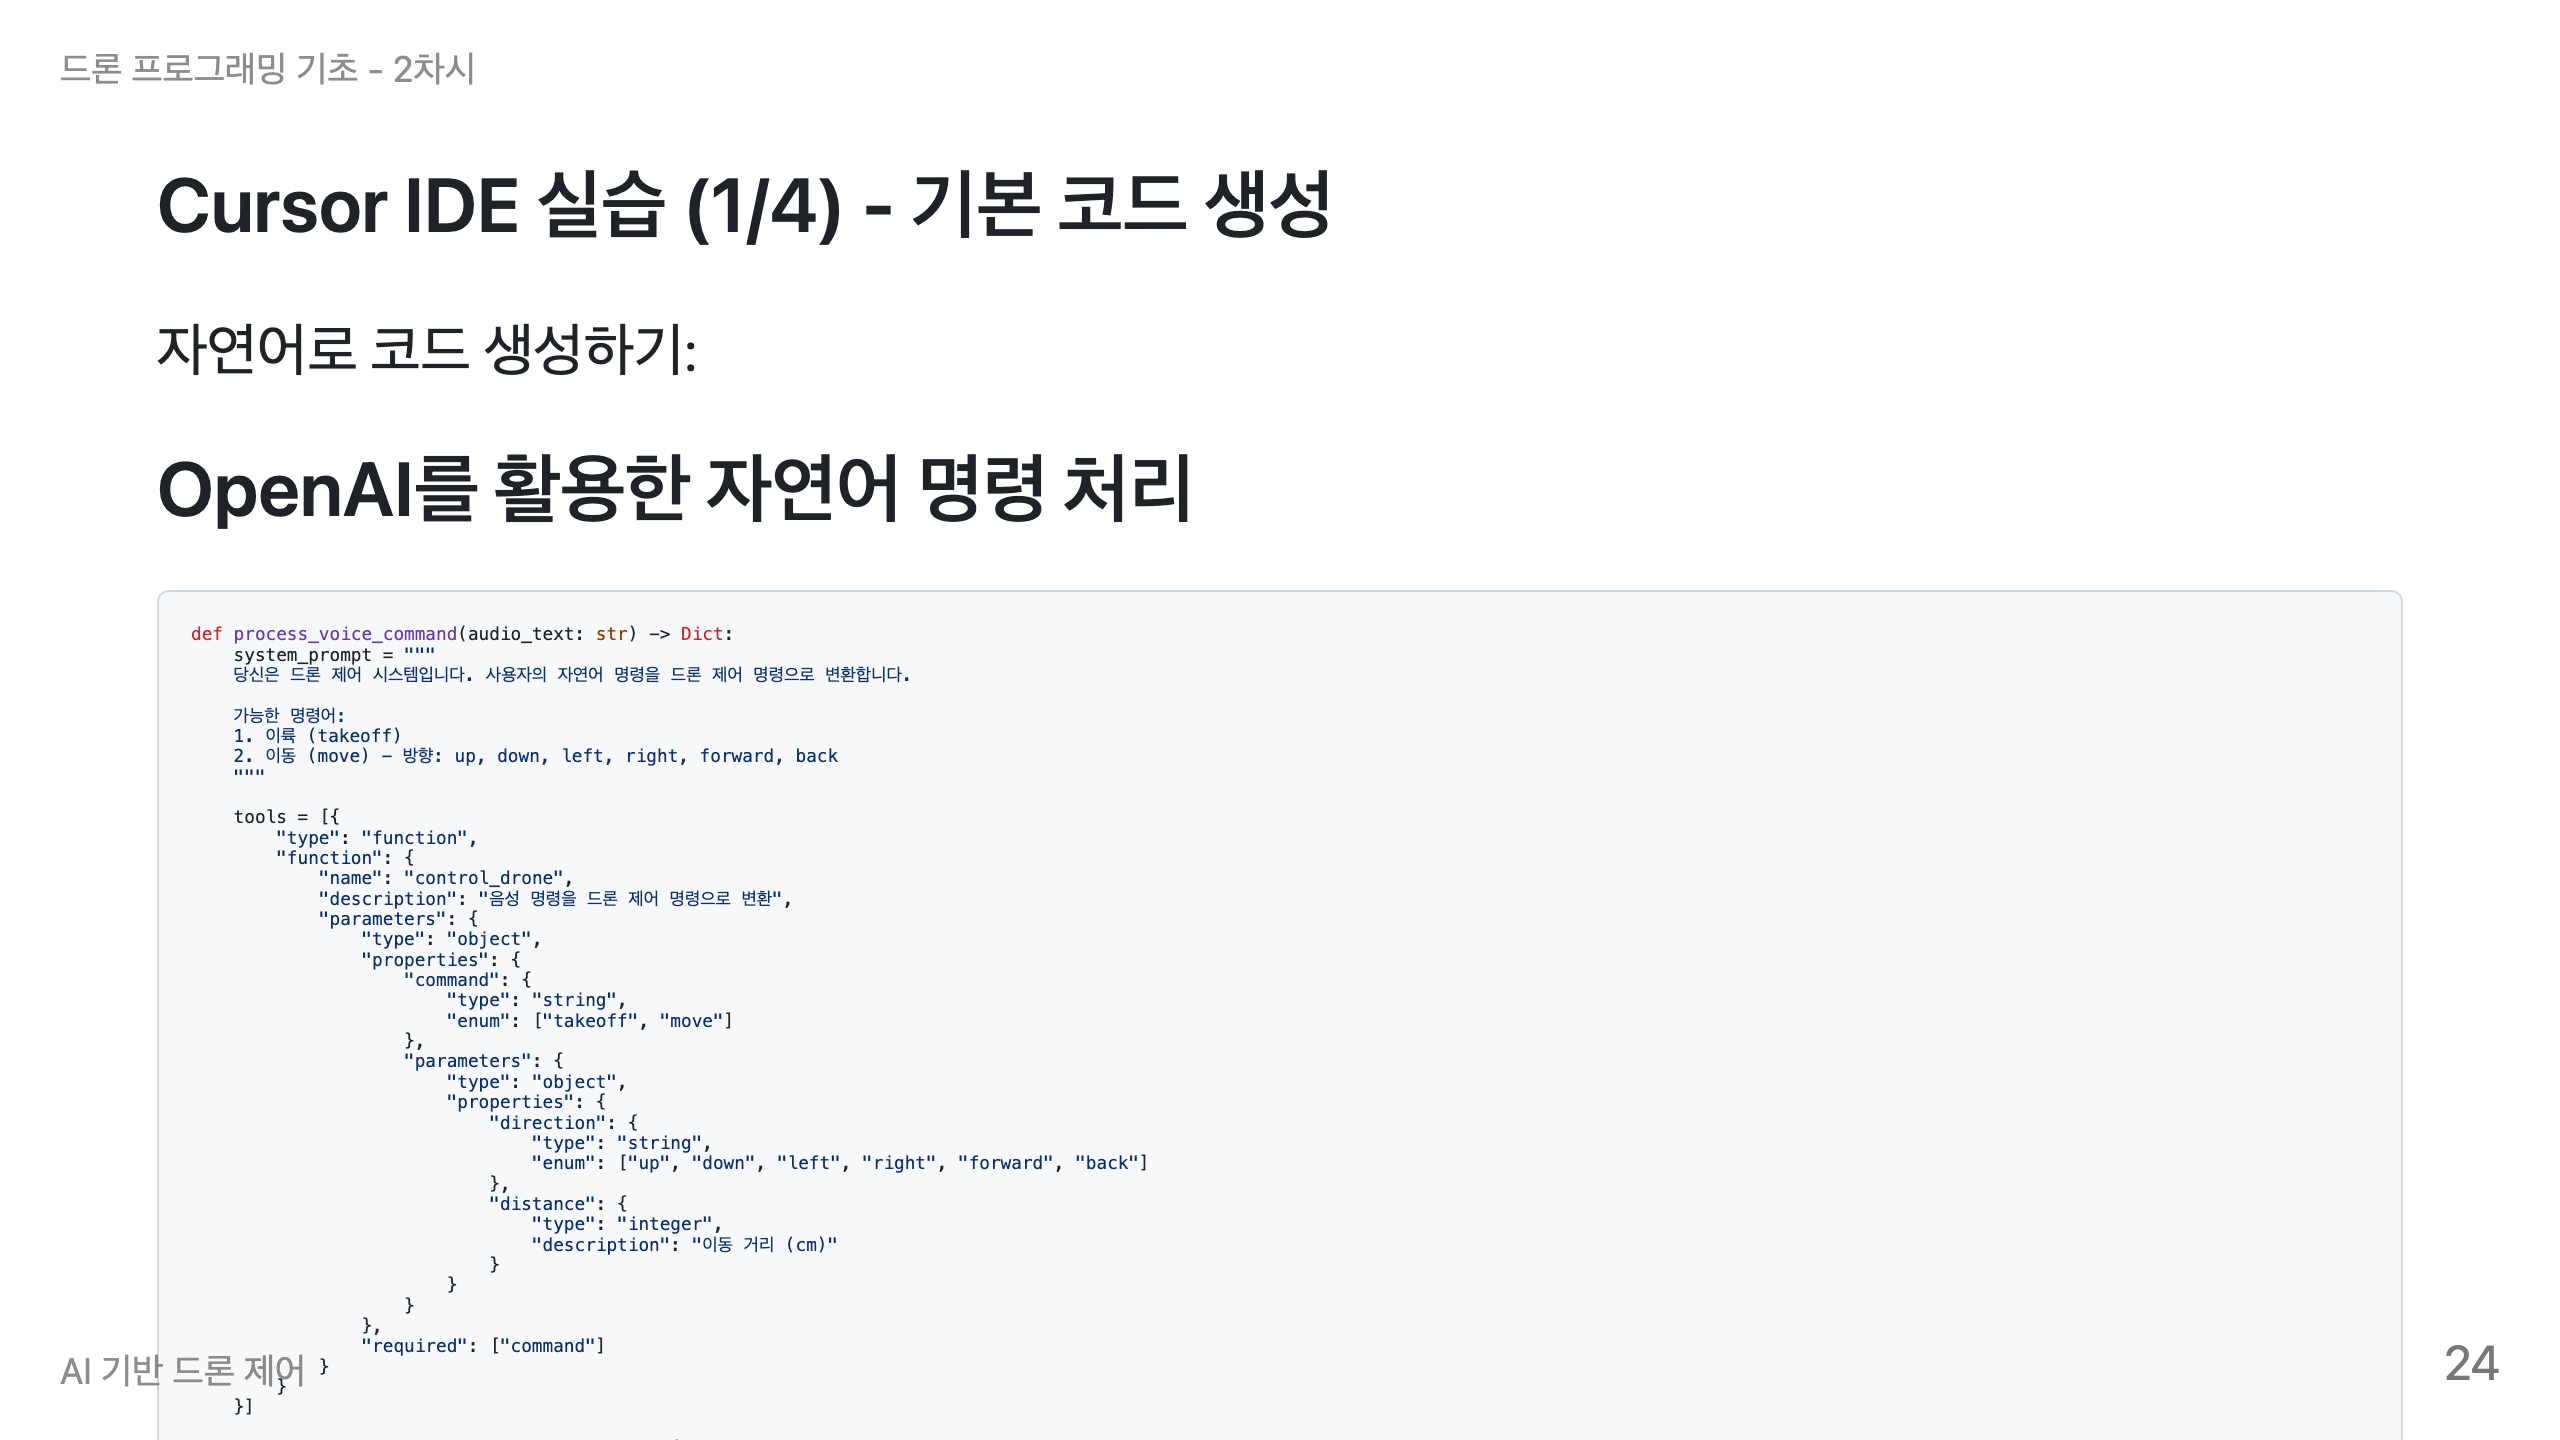 드론 프로그래밍 기초 - 2차시
Cursor IDE 실습 (1/4) - 기본 코드 생성
자연어로 코드 생성하기:
OpenAI를 활용한 자연어 명령 처리
def process_voice_command(audio_text: str) -> Dict:
    system_prompt = """
    당신은 드론 제어 시스템입니다. 사용자의 자연어 명령을 드론 제어 명령으로 변환합니다.

    가능한 명령어:
    1. 이륙 (takeoff)
    2. 이동 (move) - 방향: up, down, left, right, forward, back
    """

    tools = [{
        "type": "function",
        "function": {
            "name": "control_drone",
            "description": "음성 명령을 드론 제어 명령으로 변환",
            "parameters": {
                "type": "object",
                "properties": {
                    "command": {
                        "type": "string",
                        "enum": ["takeoff", "move"]
                    },
                    "parameters": {
                        "type": "object",
                        "properties": {
                            "direction": {
                                "type": "string",
                                "enum": ["up", "down", "left", "right", "forward", "back"]
                            },
                            "distance": {
                                "type": "integer",
                                "description": "이동 거리 (cm)"
                            }
                        }
                    }
                },
                "required": ["command"]
            }
        }
    }]
AI 기반 드론 제어
24